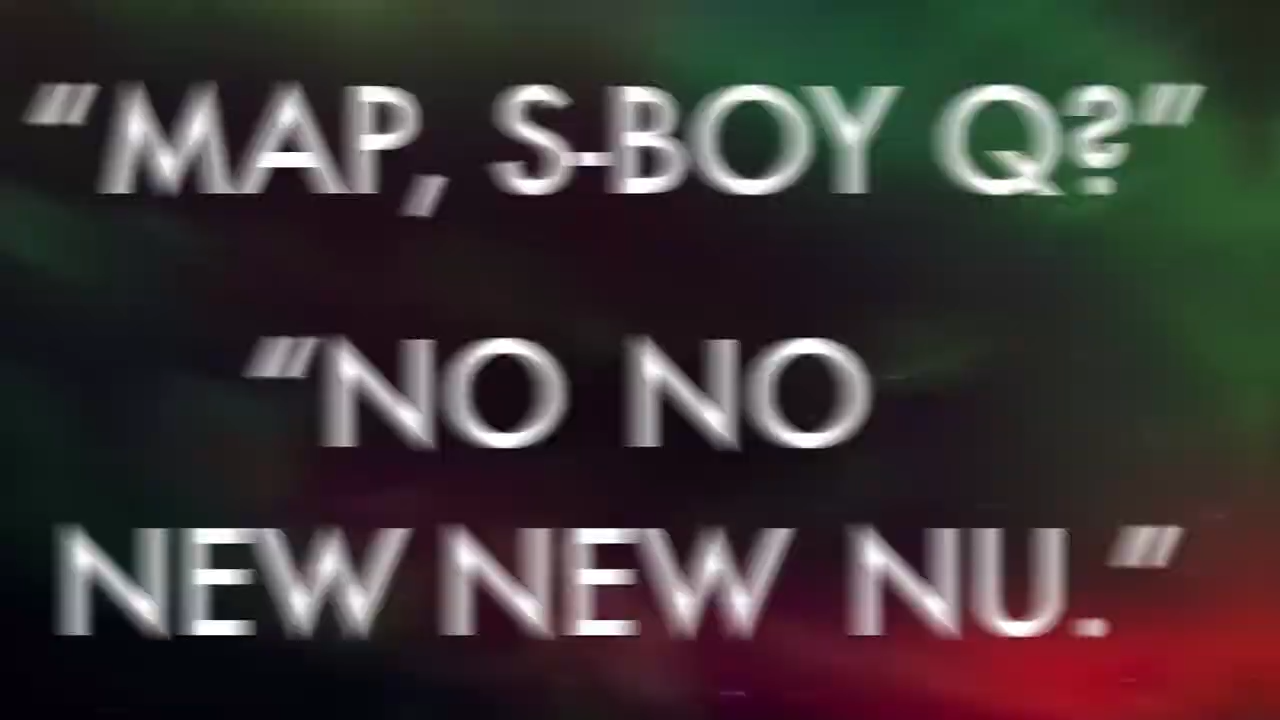 “MAP, S-BOY Q?”
“NO NO
NEW NEW NU.”